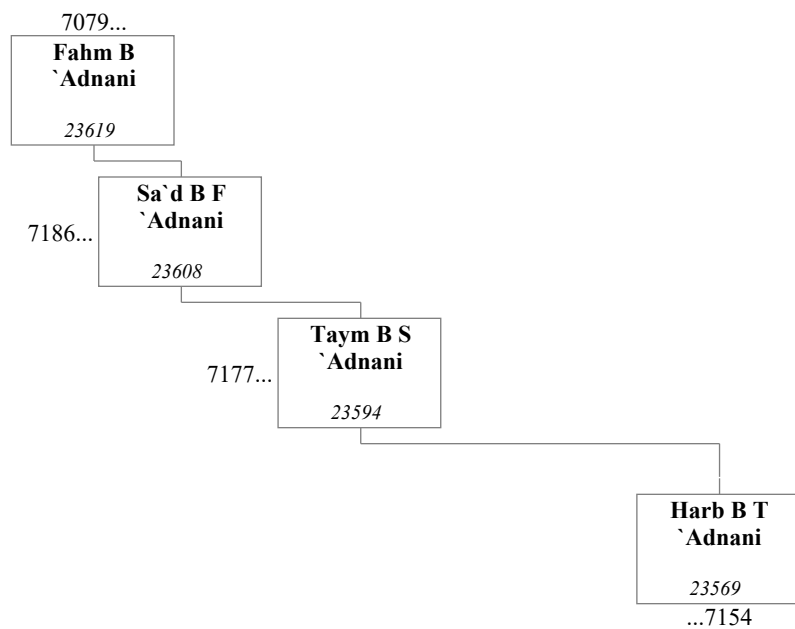 7079...
Fahm B
`Adnani
23619
Sa`d B F
`Adnani
7186...
23608
Taym B S
`Adnani
7177...
23594
Harb B T
`Adnani
23569
...7154